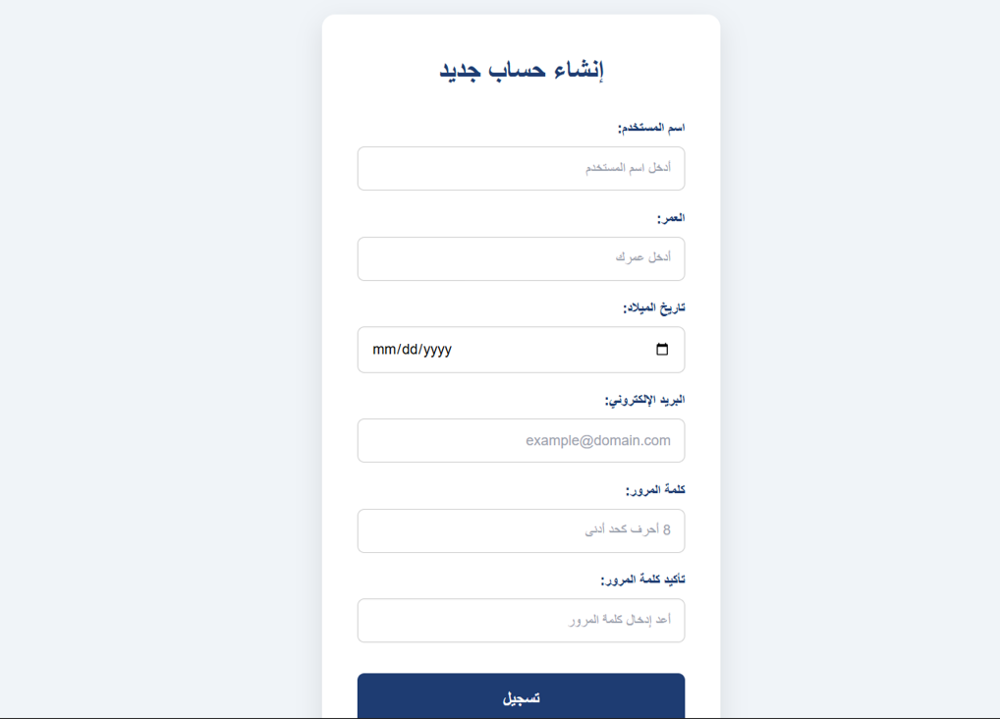 إنشاء حساب جديد
اسم المستخدم:
أدخل اسم المستخدم
العمر:
أدخل عمرك
تاريخ الميلاد:
mm/dd/yyyy
البريد الإلكتروني:
example@domain.com
كلمة المرور:
8 أحرف كحد أدنى
تأكيد كلمة المرور:
أعد إدخال كلمة المرور
تسجيل